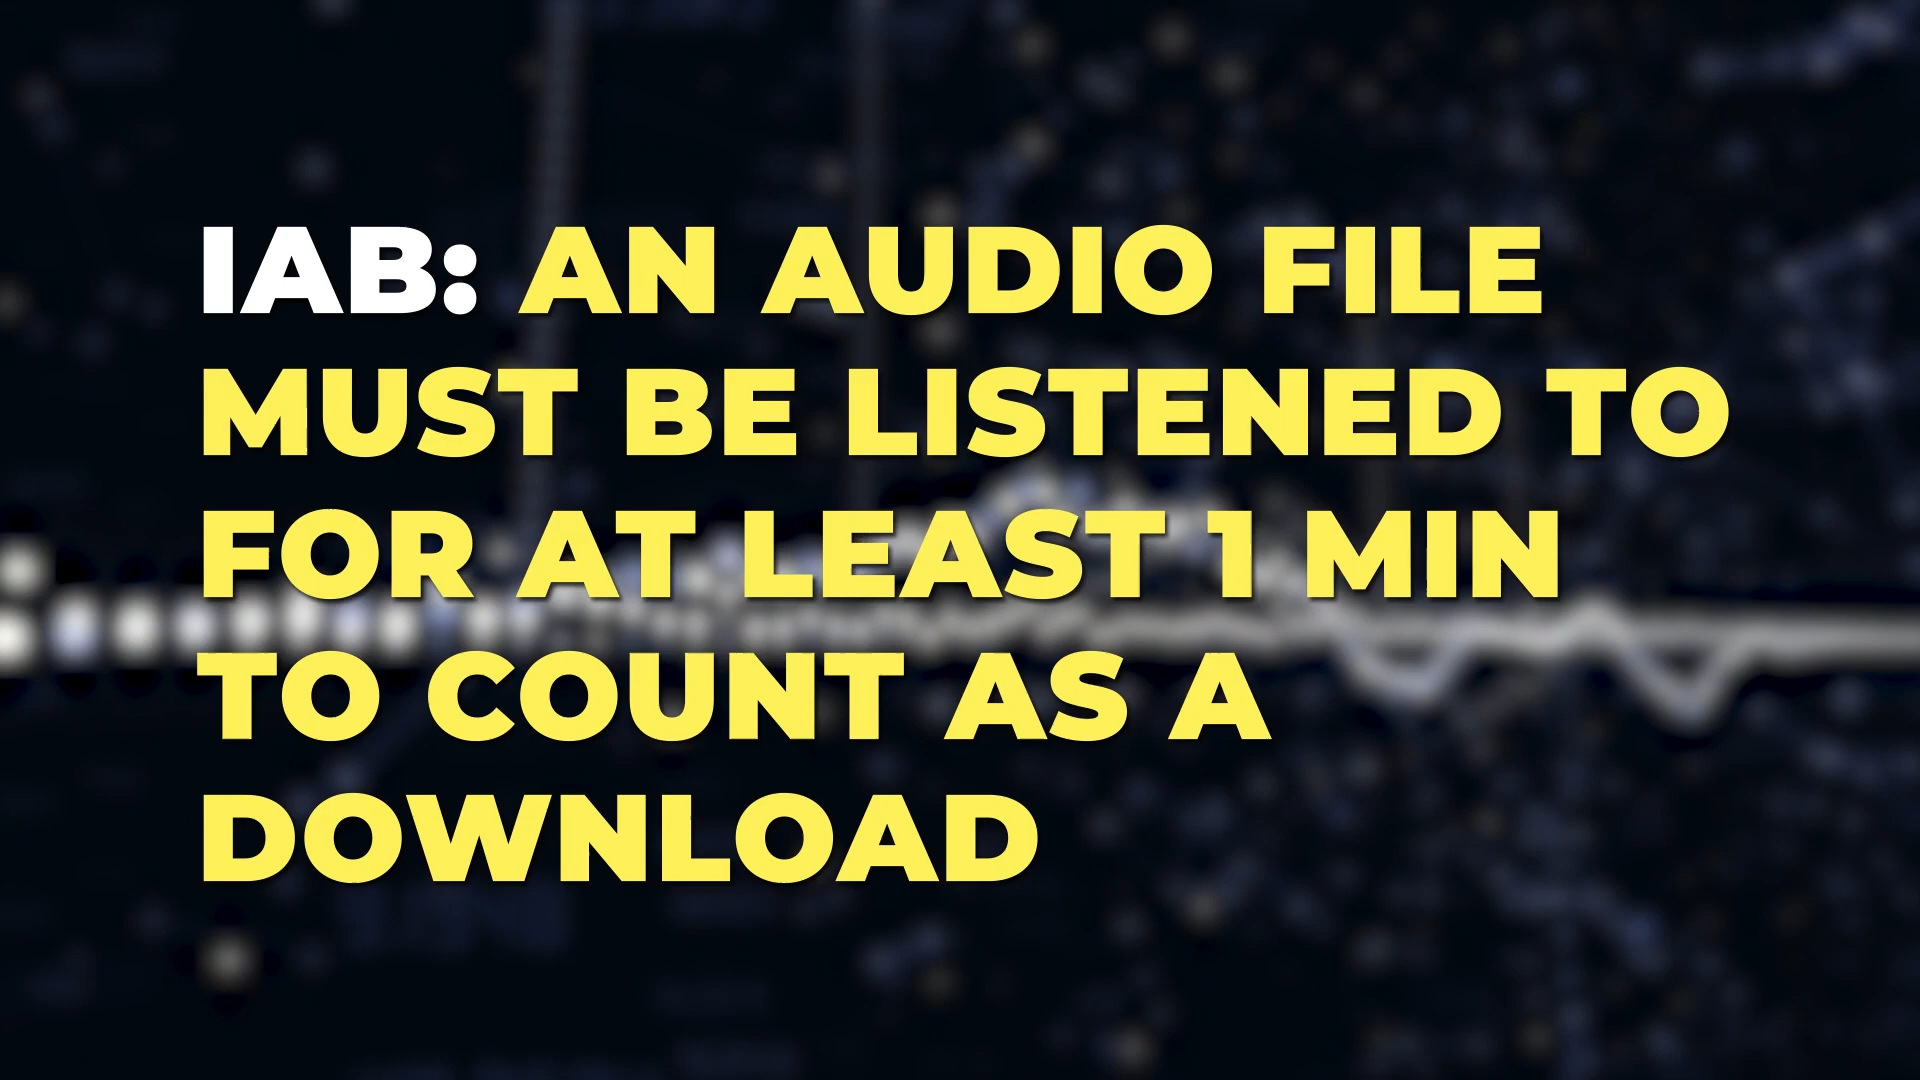 IAB: AN AUDIO FILE
MUST BE LISTENED TO
FOR AT LEAST 1 MIN
TO COUNT AS A
DOWNLOAD